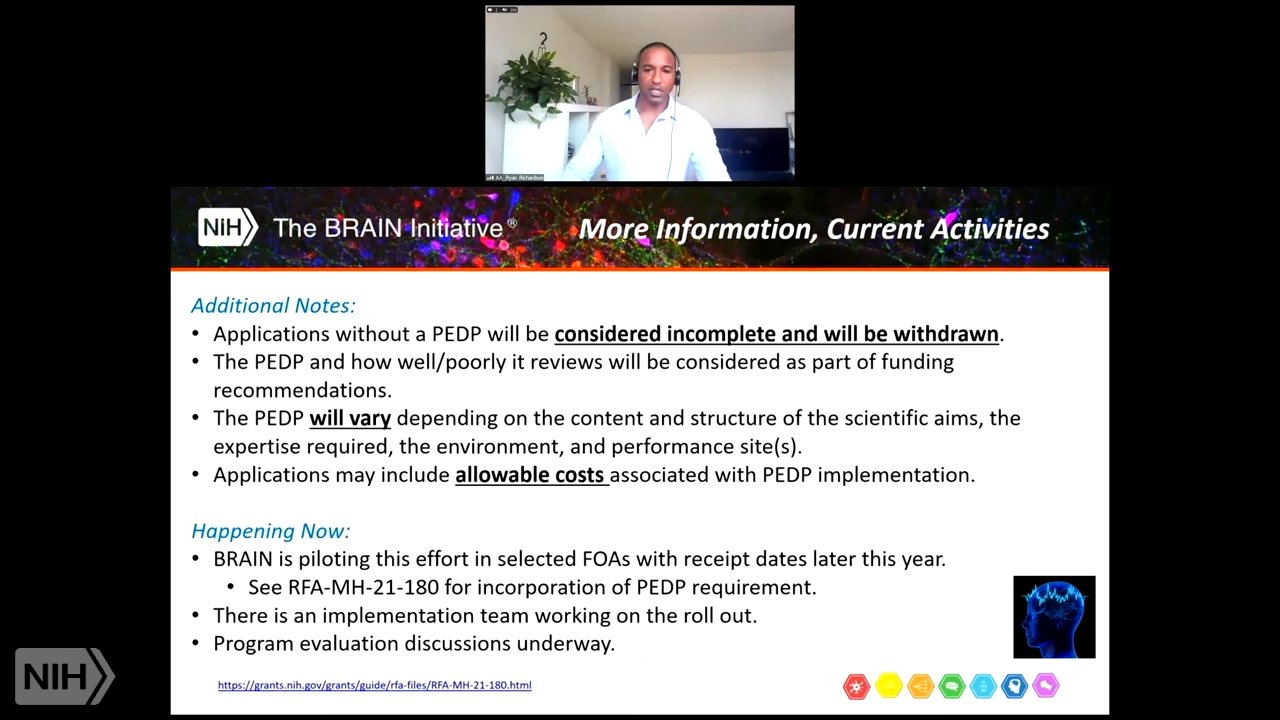 AA_Ryan Richardson
NIH The BRAIN Initiative® More Information, Current Activities
Additional Notes:
• Applications without a PEDP will be considered incomplete and will be withdrawn.
• The PEDP and how well/poorly it reviews will be considered as part of funding
recommendations.
• The PEDP will vary depending on the content and structure of the scientific aims, the
expertise required, the environment, and performance site(s).
• Applications may include allowable costs associated with PEDP implementation.
Happening Now:
• BRAIN is piloting this effort in selected FOAs with receipt dates later this year.
• See RFA-MH-21-180 for incorporation of PEDP requirement.
• There is an implementation team working on the roll out.
• Program evaluation discussions underway.
https://grants.nih.gov/grants/guide/rfa-files/RFA-MH-21-180.html
NIH